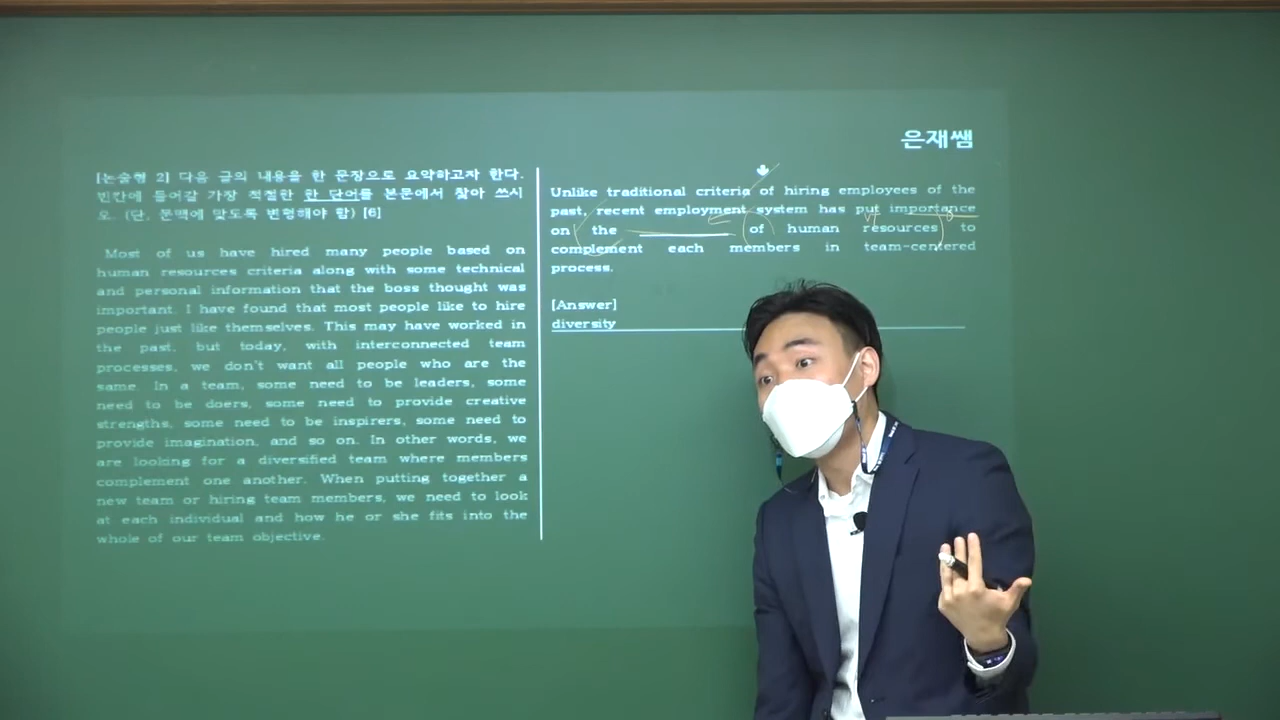 은재쌤
[논술형 2] 다음 글의 내용을 한 문장으로 요약하고자 한다.
빈칸에 들어갈 가장 적절한 한 단어를 본문에서 찾아 쓰시
오. (단, 문맥에 맞도록 변형해야 함) [6]
Most of us have hired many people based on
human resources criteria along with some technical
and personal information that the boss thought was
important. I have found that most people like to hire
people just like themselves. This may have worked in
the past, but today, with interconnected team
processes, we don't want all people who are the
same. In a team, some need to be leaders, some
need to be doers, some need to provide creative
strengths, some need to be inspirers, some need to
provide imagination, and so on. In other words, we
are looking for a diversified team where members
complement one another. When putting together a
new team or hiring team members, we need to look
at each individual and how he or she fits into the
whole of our team objective.
Unlike traditional criteria of hiring employees of the
past, recent employment system has put importance
on the ________ of human resources to
complement each members in team-centered
process.
[Answer]
diversity